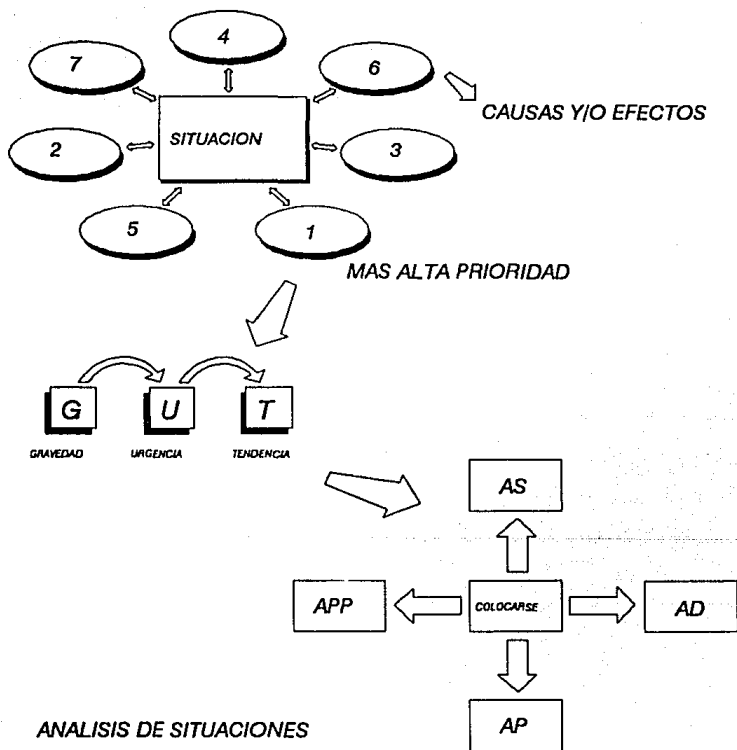 4
7
6
CAUSAS Y/O EFECTOS
SITUACION
2
3
5
1
MAS ALTA PRIORIDAD
G
U
T
GRAVEDAD
URGENCIA
TENDENCIA
AS
APP
COLOCARSE
AD
AP
ANALISIS DE SITUACIONES